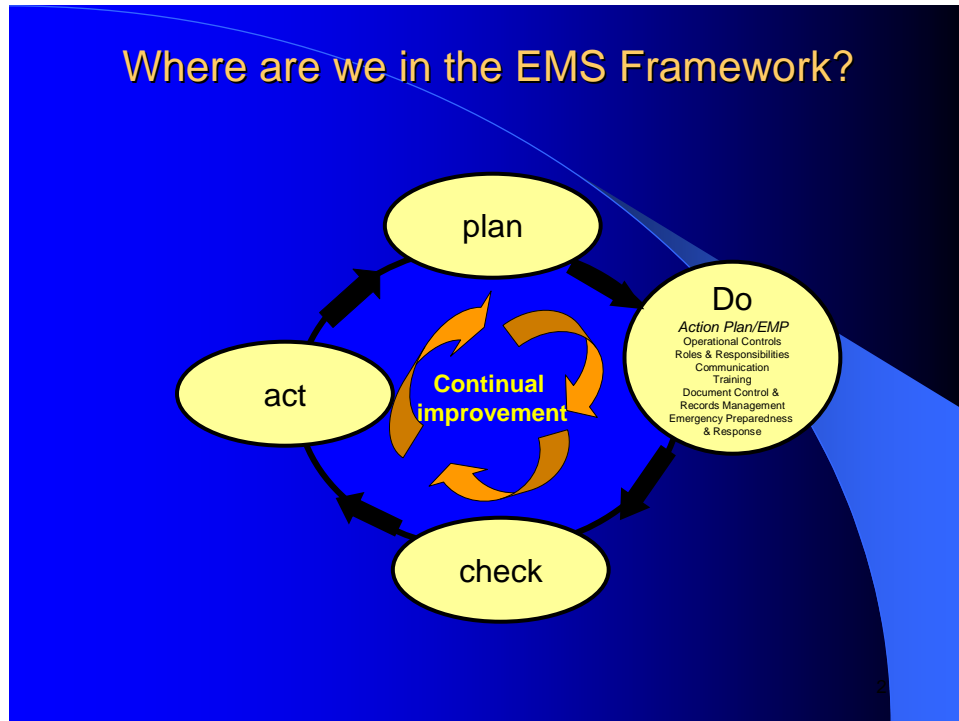 Where are we in the EMS Framework?
plan
Do
Action Plan/EMP
Operational Controls
Roles & Responsibilities
Communication
Training
Document Control &
Records Management
Emergency Preparedness
& Response
act
Continual
improvement
check